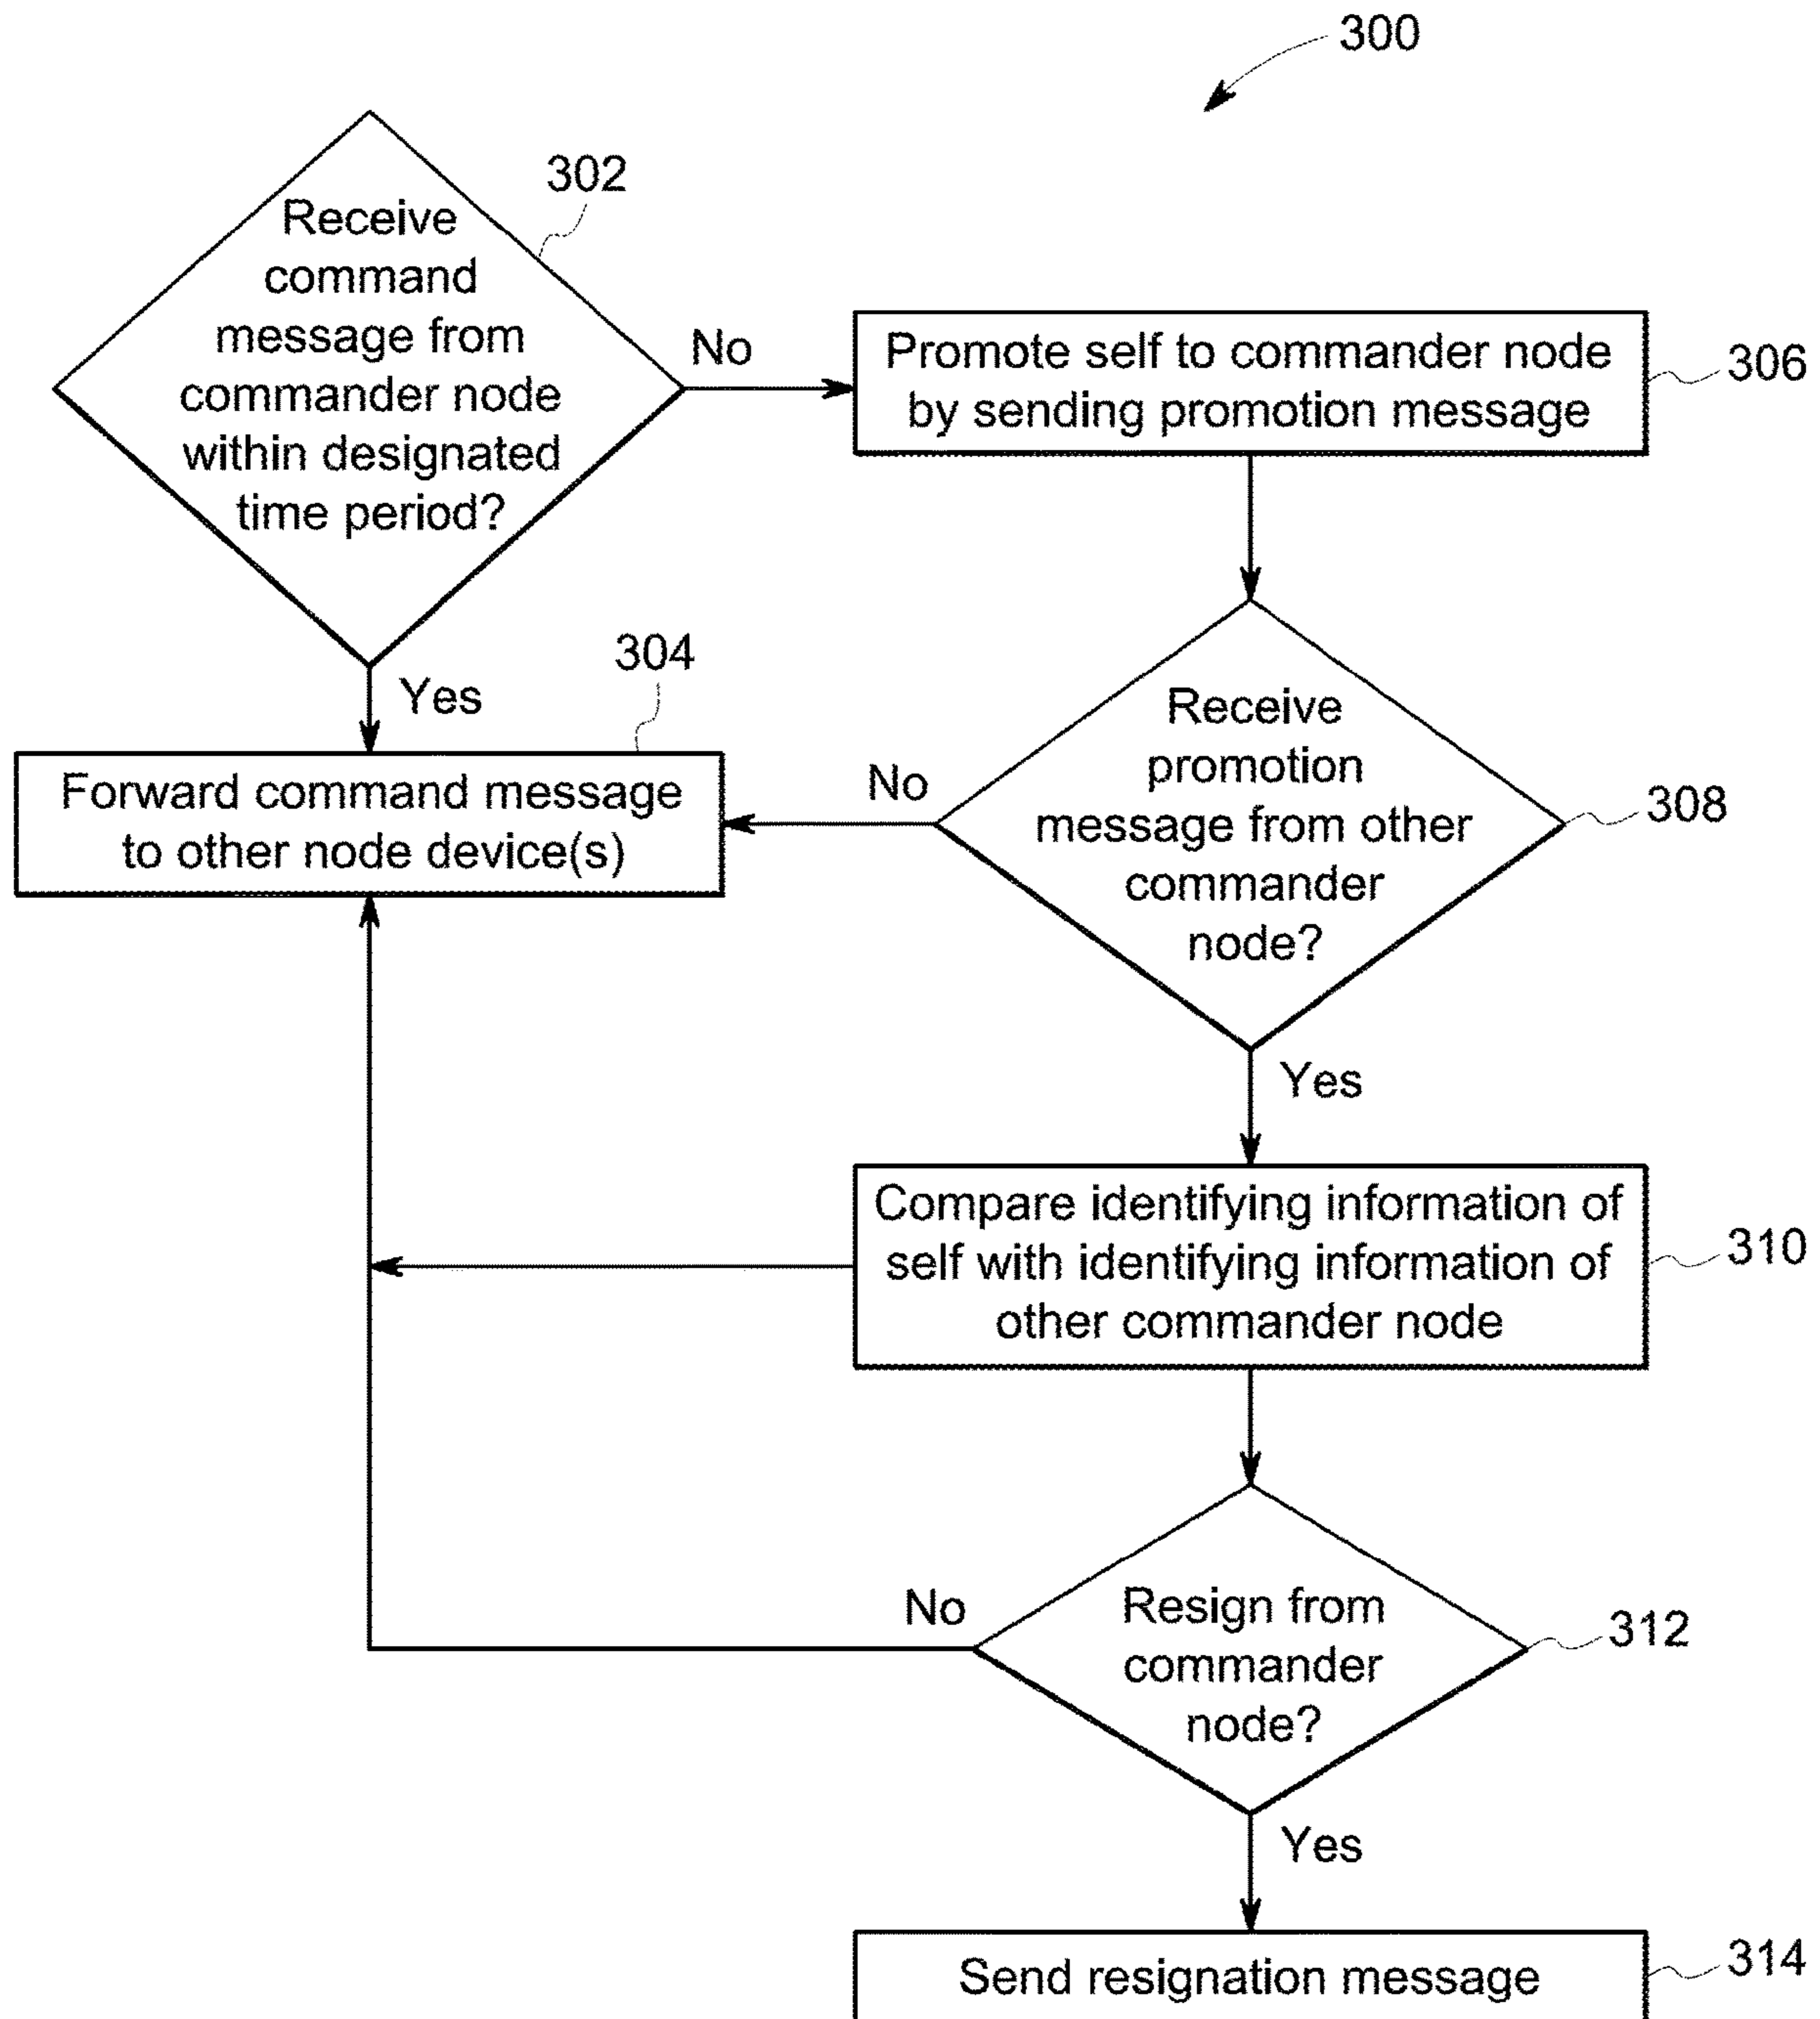 300
302
Receive
command
message from
commander node
within designated
time period?
No
Promote self to commander node
by sending promotion message
306
Yes
304
Forward command message
to other node device(s)
No
Receive
promotion
message from other
commander
node?
308
Yes
Compare identifying information of
self with identifying information of
other commander node
310
No
Resign from
commander
node?
312
Yes
Send resignation message
314